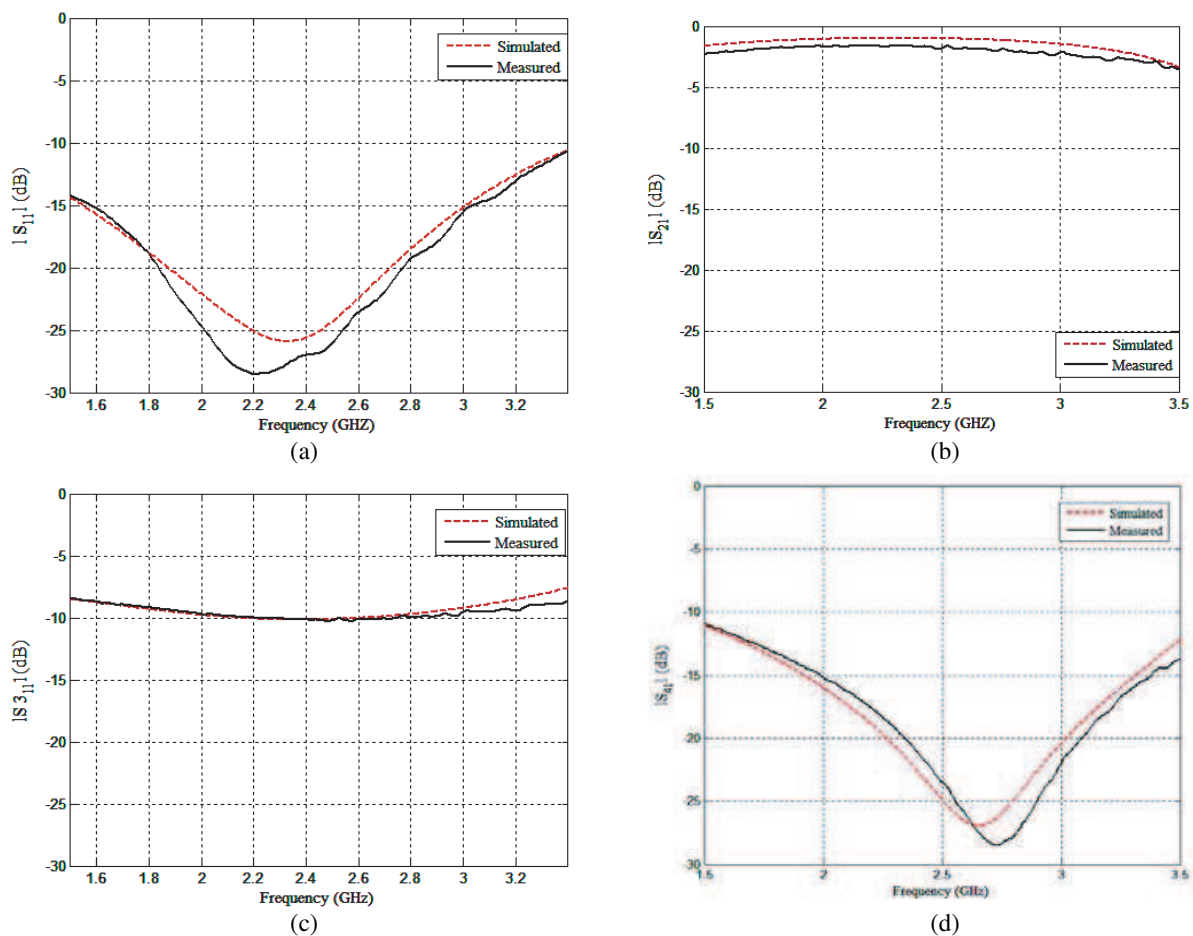 0
-5
-10
-15
-20
-25
-30
| S11 | (dB)
Simulated
Measured
1.6 1.8 2 2.2 2.4 2.6 2.8 3 3.2
Frequency (GHZ)
(a)
0
-5
-10
-15
-20
-25
-30
|S21| (dB)
Simulated
Measured
1.5 2 2.5 3 3.5
Frequency (GHZ)
(b)
0
-5
-10
-15
-20
-25
-30
|S 311| (dB)
Simulated
Measured
1.6 1.8 2 2.2 2.4 2.6 2.8 3 3.2
Frequency (GHz)
(c)
0
-5
-10
-15
-20
-25
-30
|S41| (dB)
Simulated
Measured
1.5 2 2.5 3 3.5
Frequency (GHz)
(d)